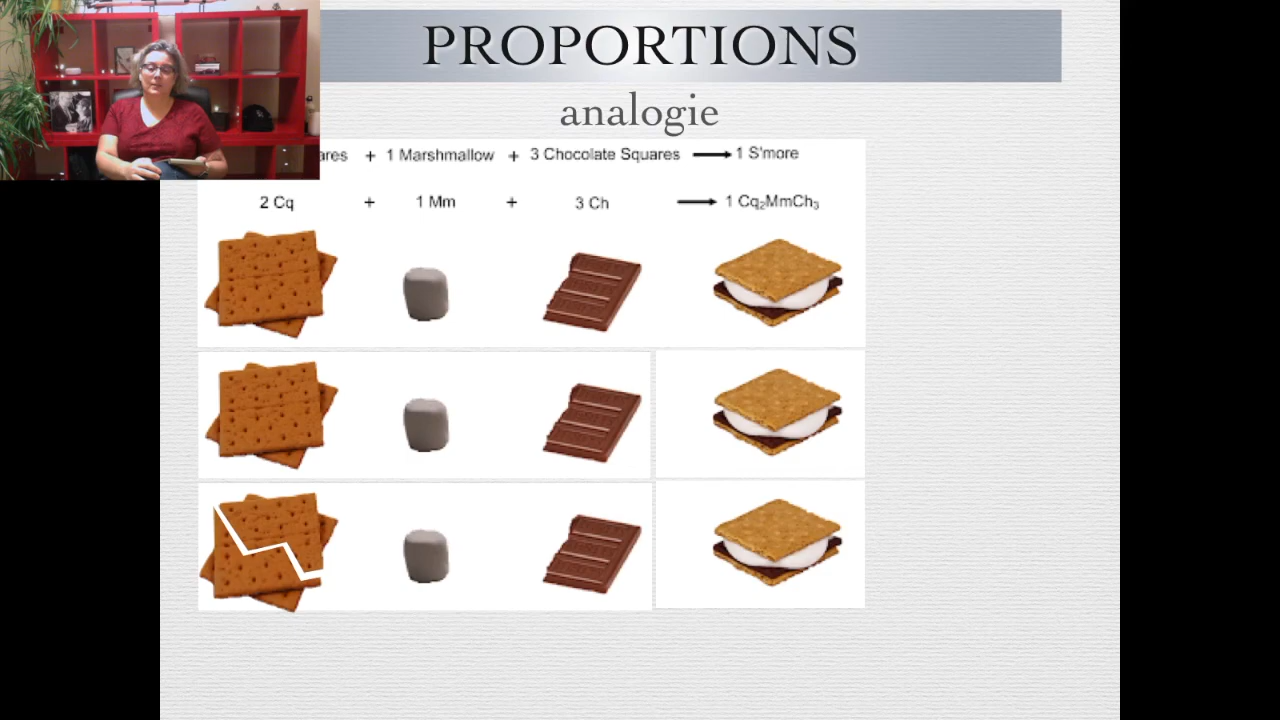 PROPORTIONS
analogie
ares + 1 Marshmallow + 3 Chocolate Squares → 1 S'more
2 Cq + 1 Mm + 3 Ch → 1 Cq₂MmCh₃